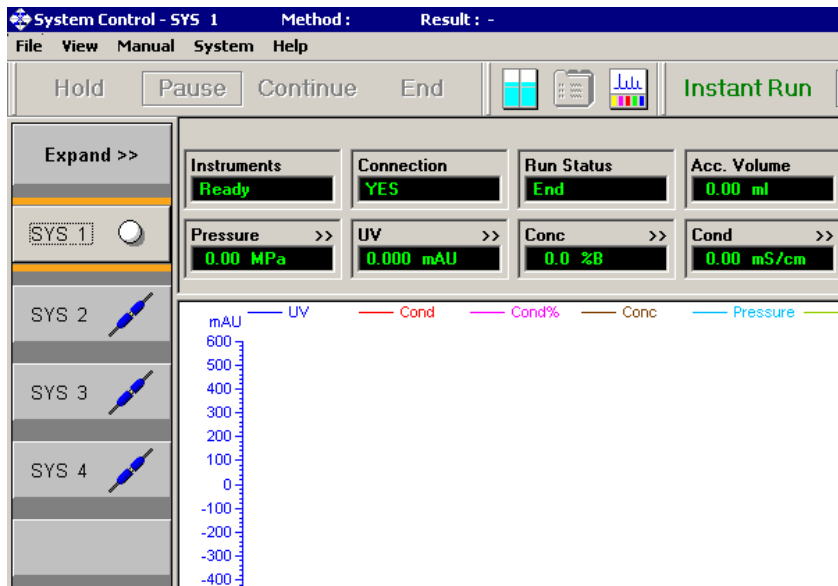 System Control - SYS 1 Method : Result : -
File View Manual System Help
Hold Pause Continue End Instant Run
Expand >>
Instruments Connection Run Status Acc. Volume
Ready YES End 0.00 ml
SYS 1
Pressure >> UV >> Conc >> Cond >>
0.00 MPa 0.000 mAU 0.0 %B 0.00 mS/cm
SYS 2
SYS 3
SYS 4
mAU UV Cond Cond% Conc Pressure
600
500
400
300
200
100
0
-100
-200
-300
-400